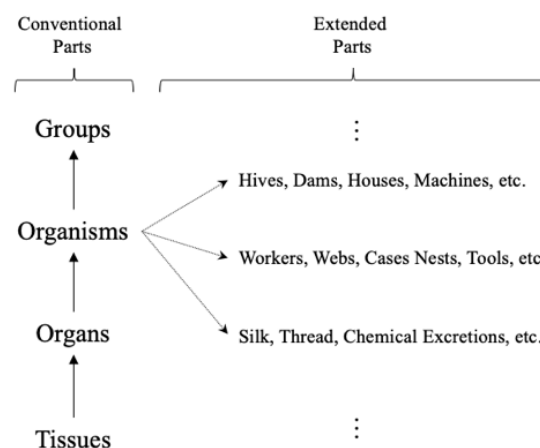 Conventional
Parts
Extended
Parts
Groups
⋮
Hives, Dams, Houses, Machines, etc.
Organisms
Workers, Webs, Cases Nests, Tools, etc
Organs
Silk, Thread, Chemical Excretions, etc.
⋮
Tissues